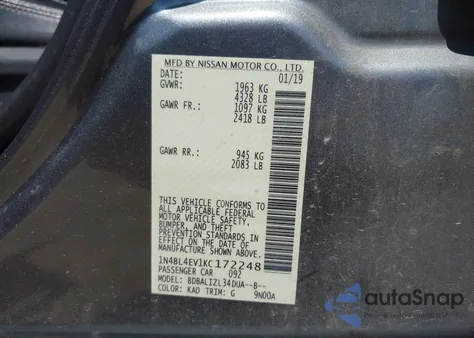 MFD BY NISSAN MOTOR CO., LTD.
DATE: 01/19
GVWR: 1963 KG
4328 LB
GAWR FR.: 1097 KG
2418 LB
GAWR RR.: 945 KG
2083 LB
THIS VEHICLE CONFORMS TO
ALL APPLICABLE FEDERAL
MOTOR VEHICLE SAFETY,
BUMPER, AND THEFT
PREVENTION STANDARDS
IN EFFECT ON THE DATE OF
MANUFACTURE SHOWN ABOVE.
1N4BL4EV1KC172248
PASSENGER CAR 092
MODEL: BDBALIZL34DUA--B--
COLOR: KAD TRIM: G 9N00A
autoSnap